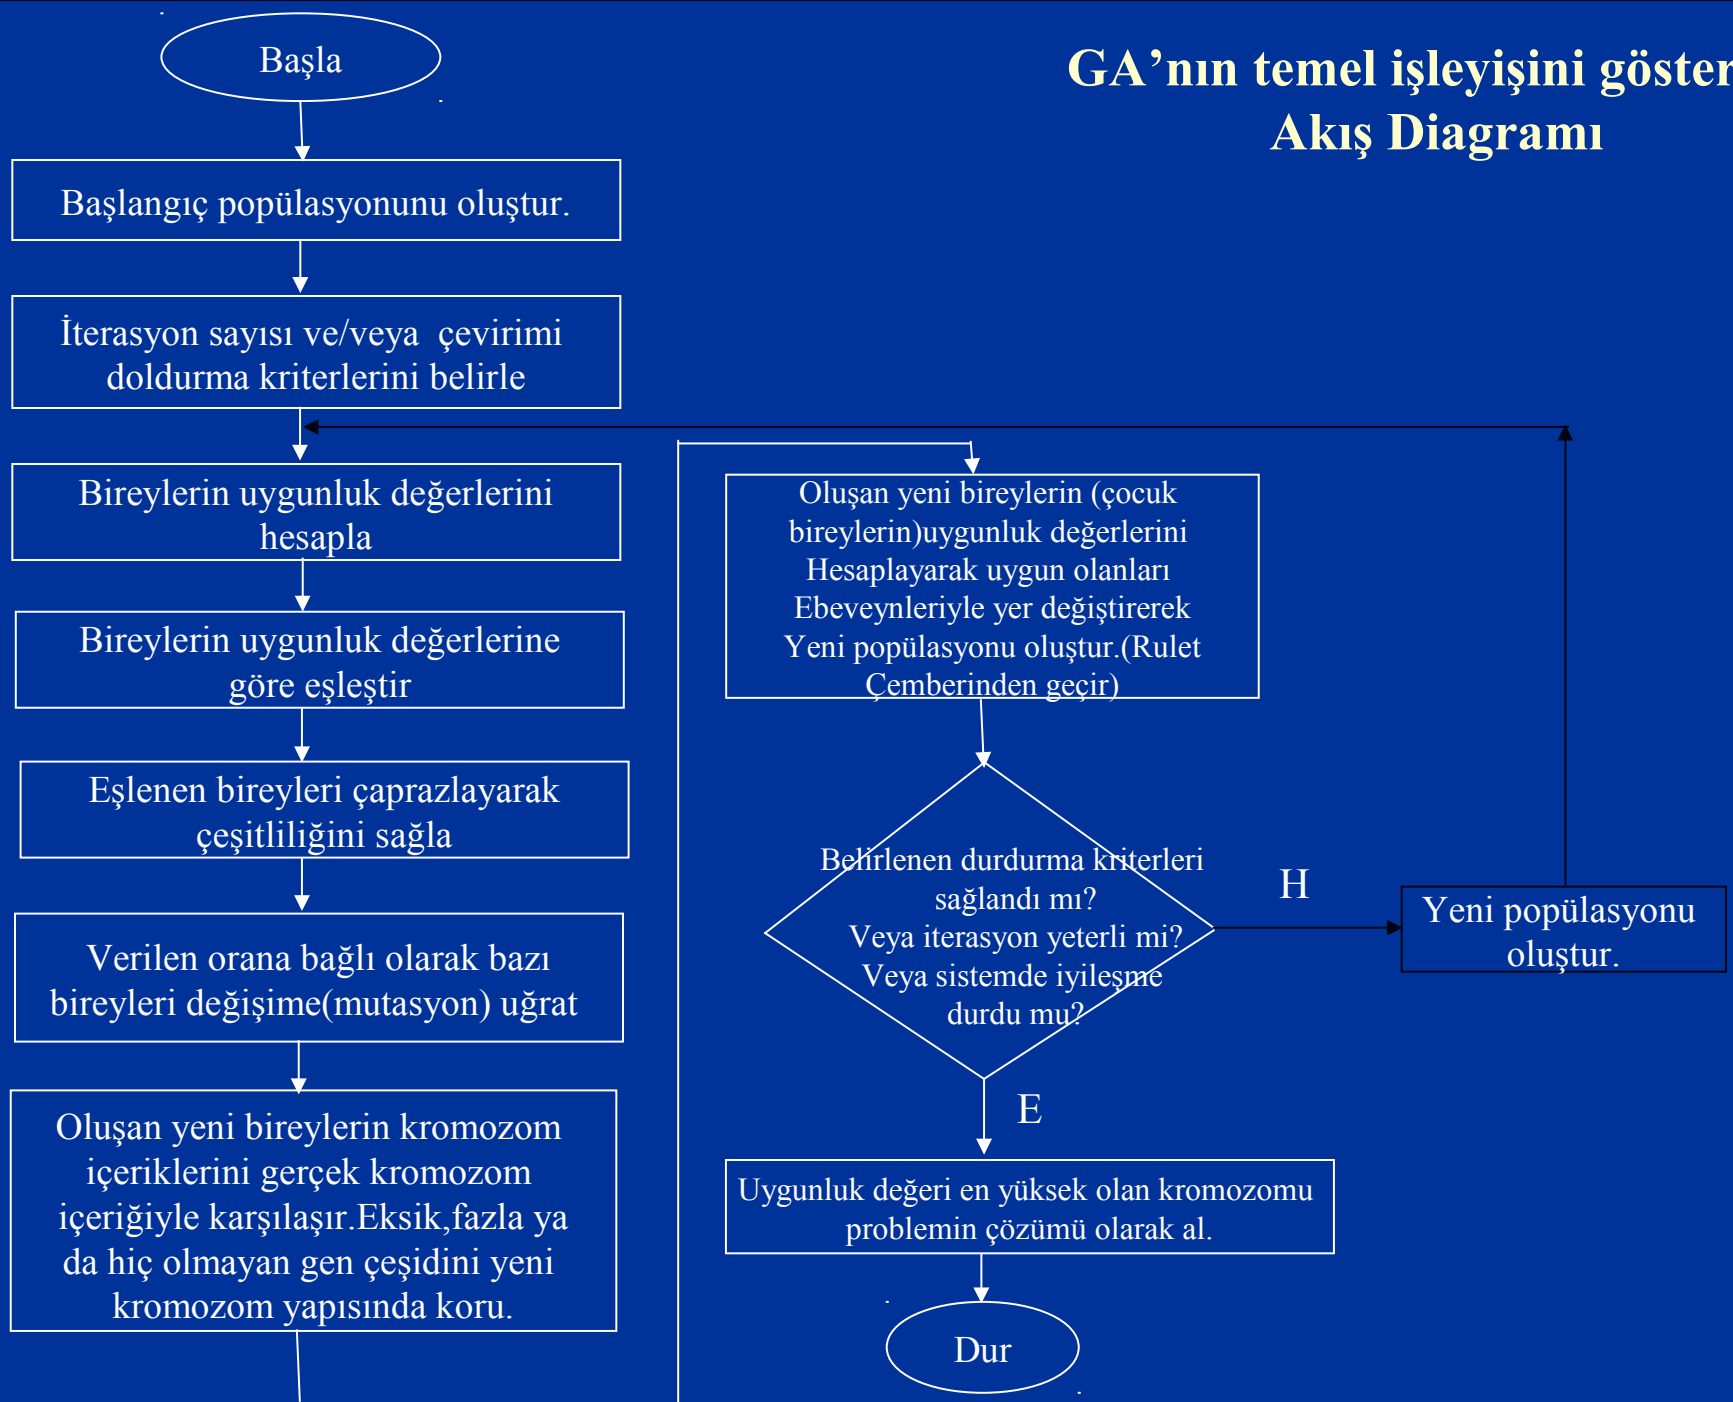 GA’nın temel işleyişini göster
Akış Diagramı
Başla
Başlangıç popülasyonunu oluştur.
İterasyon sayısı ve/veya çevirimi
doldurma kriterlerini belirle
Bireylerin uygunluk değerlerini
hesapla
Bireylerin uygunluk değerlerine
göre eşleştir
Eşlenen bireyleri çaprazlayarak
çeşitliliğini sağla
Verilen orana bağlı olarak bazı
bireyleri değişime(mutasyon) uğrat
Oluşan yeni bireylerin kromozom
içeriklerini gerçek kromozom
içeriğiyle karşılaşır.Eksik,fazla ya
da hiç olmayan gen çeşidini yeni
kromozom yapısında koru.
Oluşan yeni bireylerin (çocuk
bireylerin)uygunluk değerlerini
Hesaplayarak uygun olanları
Ebeveynleriyle yer değiştirerek
Yeni popülasyonu oluştur.(Rulet
Çemberinden geçir)
Belirlenen durdurma kriterleri
sağlandı mı?
Veya iterasyon yeterli mi?
Veya sistemde iyileşme
durdu mu?
H
Yeni popülasyonu
oluştur.
E
Uygunluk değeri en yüksek olan kromozomu
problemin çözümü olarak al.
Dur